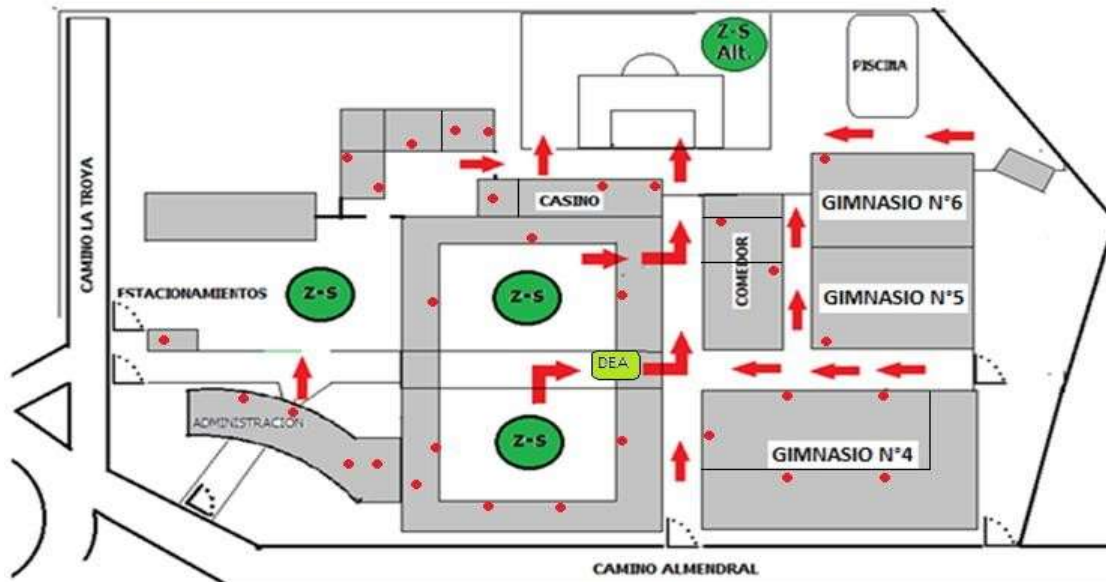 Z-S
Alt.
PISCINA
CAMINO LA TROYA
CASINO
GIMNASIO N°6
COMEDOR
ESTACIONAMIENTOS
Z-S
Z-S
GIMNASIO N°5
DEA
ADMINISTRACION
Z-S
GIMNASIO N°4
CAMINO ALMENDRAL